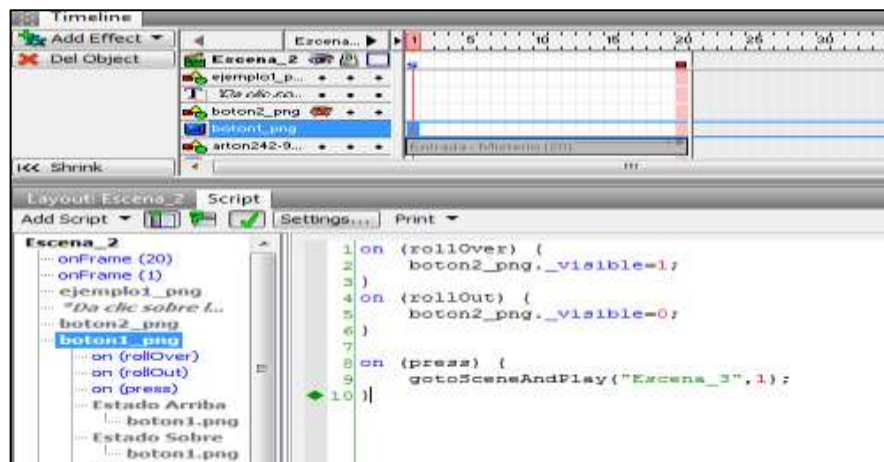 Timeline
Add Effect
Escena...
1 5 10 15 20 25 30
Del Object
Escena_2
ejemplo1_p...
T "Da clic so...
boton2_png
boton1_png
arton242-9...
Entrada: Misterio (20)
Shrink
Layout: Escena_2 Script
Add Script Settings... Print
Escena_2
onFrame (20)
onFrame (1)
ejemplo1_png
"Da clic sobre l...
boton2_png
boton1_png
on (rollOver)
on (rollOut)
on (press)
Estado Arriba
boton1.png
Estado Sobre
boton1.png
1 on (rollOver) {
2 boton2_png._visible=1;
3 }
4 on (rollOut) {
5 boton2_png._visible=0;
6 }
7
8 on (press) {
9 gotoSceneAndPlay("Escena_3",1);
10 }